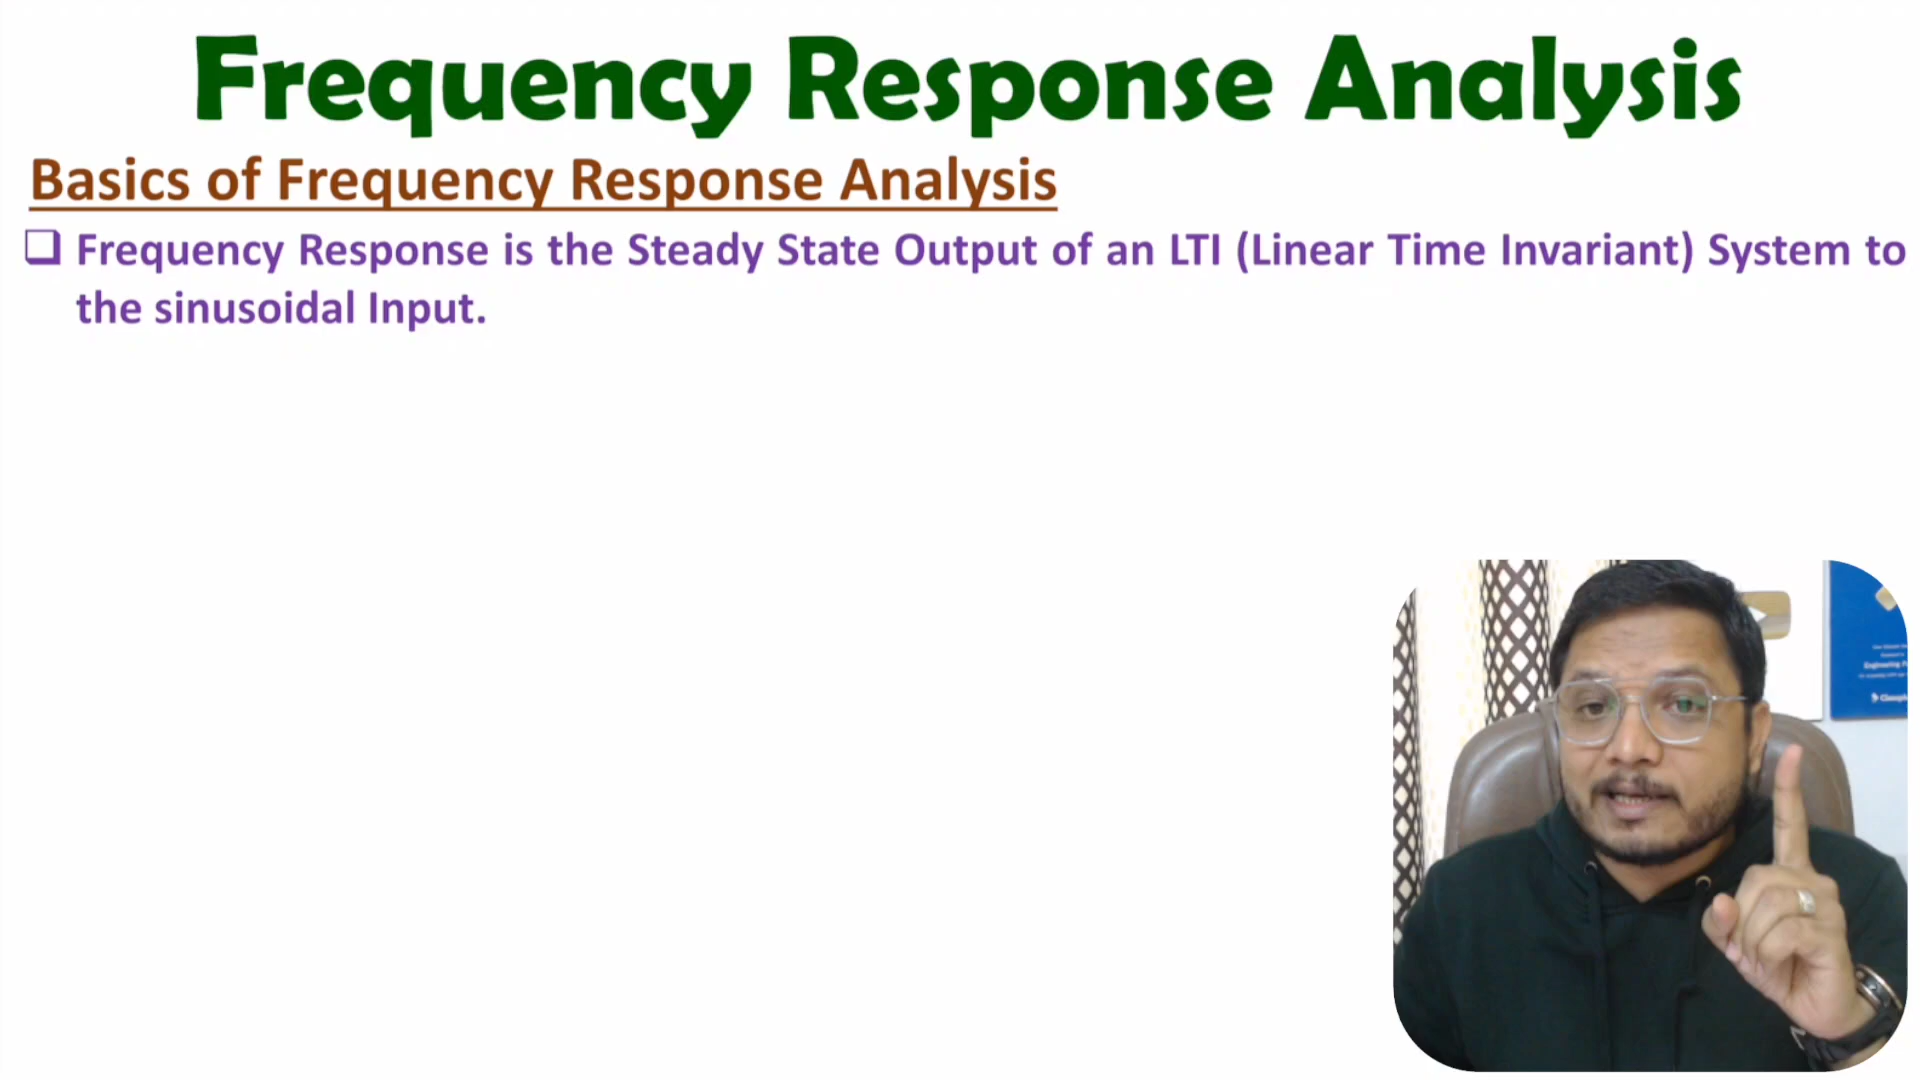 Frequency Response Analysis
Basics of Frequency Response Analysis
❑ Frequency Response is the Steady State Output of an LTI (Linear Time Invariant) System to
the sinusoidal Input.